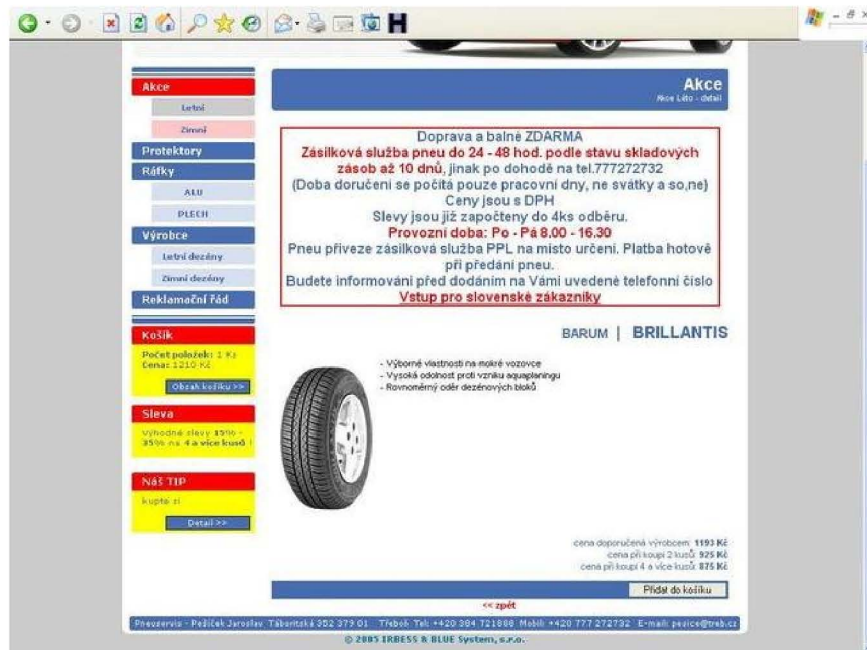 Akce
Letní
Zimní
Protektory
Ráfky
ALU
PLECH
Výrobce
Letní dezény
Zimní dezény
Reklamační řád
Košík
Počet položek: 1 Ks
Cena: 1210 Kč
Obsah košíku >>
Sleva
Výhodné slevy 15% -
35% na 4 a více kusů !
Náš TIP
kupte si
Detail >>
Akce
Akce Léto - detail
Doprava a balné ZDARMA
Zásilková služba pneu do 24 - 48 hod. podle stavu skladových
zásob až 10 dnů, jinak po dohodě na tel.777272732
(Doba doručení se počítá pouze pracovní dny, ne svátky a so,ne)
Ceny jsou s DPH
Slevy jsou již započteny do 4ks odběru.
Provozní doba: Po - Pá 8.00 - 16.30
Pneu přiveze zásilková služba PPL na místo určení. Platba hotově
při předání pneu.
Budete informováni před dodáním na Vámi uvedené telefonní číslo
Vstup pro slovenské zákazníky
BARUM | BRILLANTIS
- Výborné vlastnosti na mokré vozovce
- Vysoká odolnost proti vzniku aquaplaningu
- Rovnoměrný oděr dezénových bloků
cena doporučená výrobcem: 1193 Kč
cena při koupi 2 kusů: 925 Kč
cena při koupi 4 a více kusů: 875 Kč
Přidat do košíku
<< zpět
Pneuservis - Pežíček Jaroslav Táboritská 352 379 01 Třeboň Tel: +420 384 721888 Mobil: +420 777 272732 E-mail: pezice@treb.cz
© 2005 IRBESS & BLUE System, s.r.o.